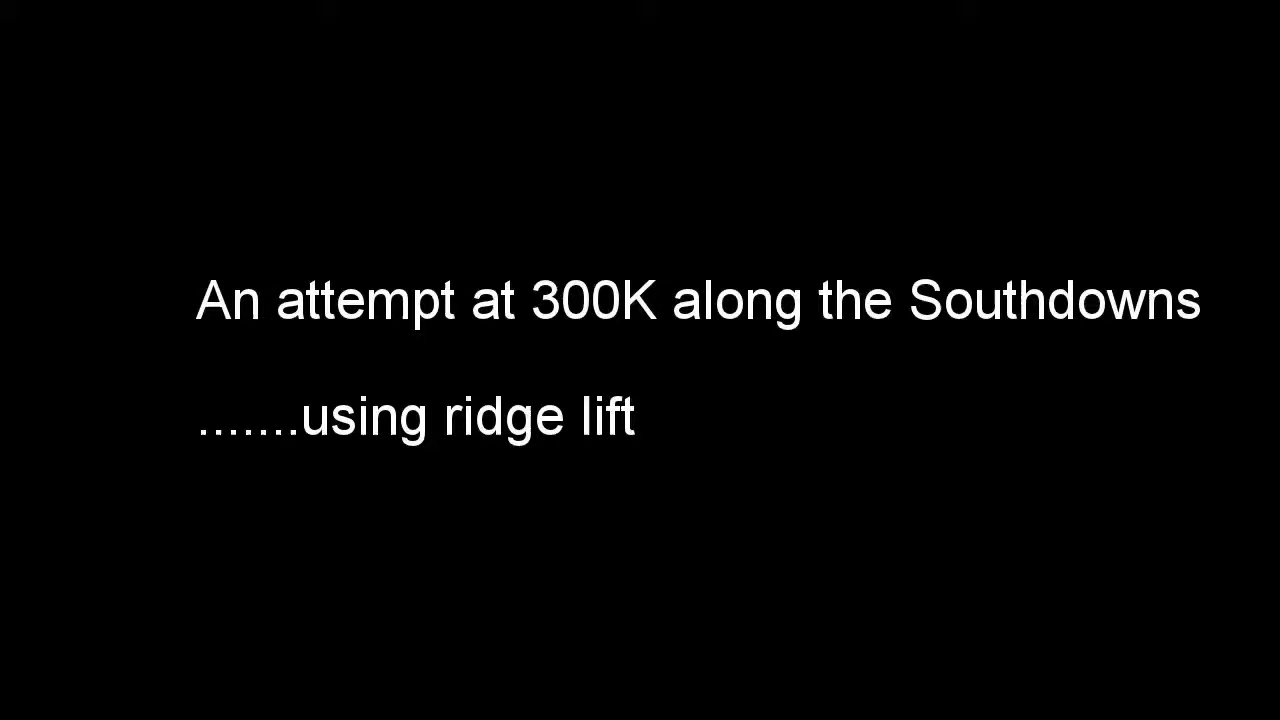 An attempt at 300K along the Southdowns
.......using ridge lift